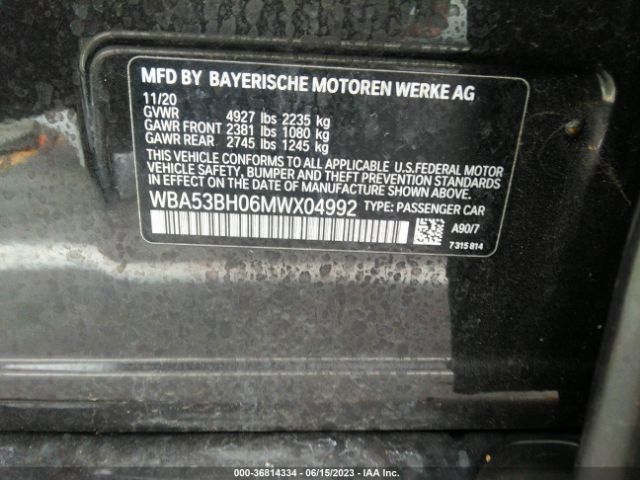 MFD BY BAYERISCHE MOTOREN WERKE AG
11/20
GVWR 4927 lbs 2235 kg
GAWR FRONT 2381 lbs 1080 kg
GAWR REAR 2745 lbs 1245 kg
THIS VEHICLE CONFORMS TO ALL APPLICABLE U.S.FEDERAL MOTOR
VEHICLE SAFETY, BUMPER AND THEFT PREVENTION STANDARDS
IN EFFECT ON THE DATE OF MANUFACTURE SHOWN ABOVE.
WBA53BH06MWX04992 TYPE: PASSENGER CAR
A90/7
7315814
000-36814334 - 06/15/2023 - IAA Inc.